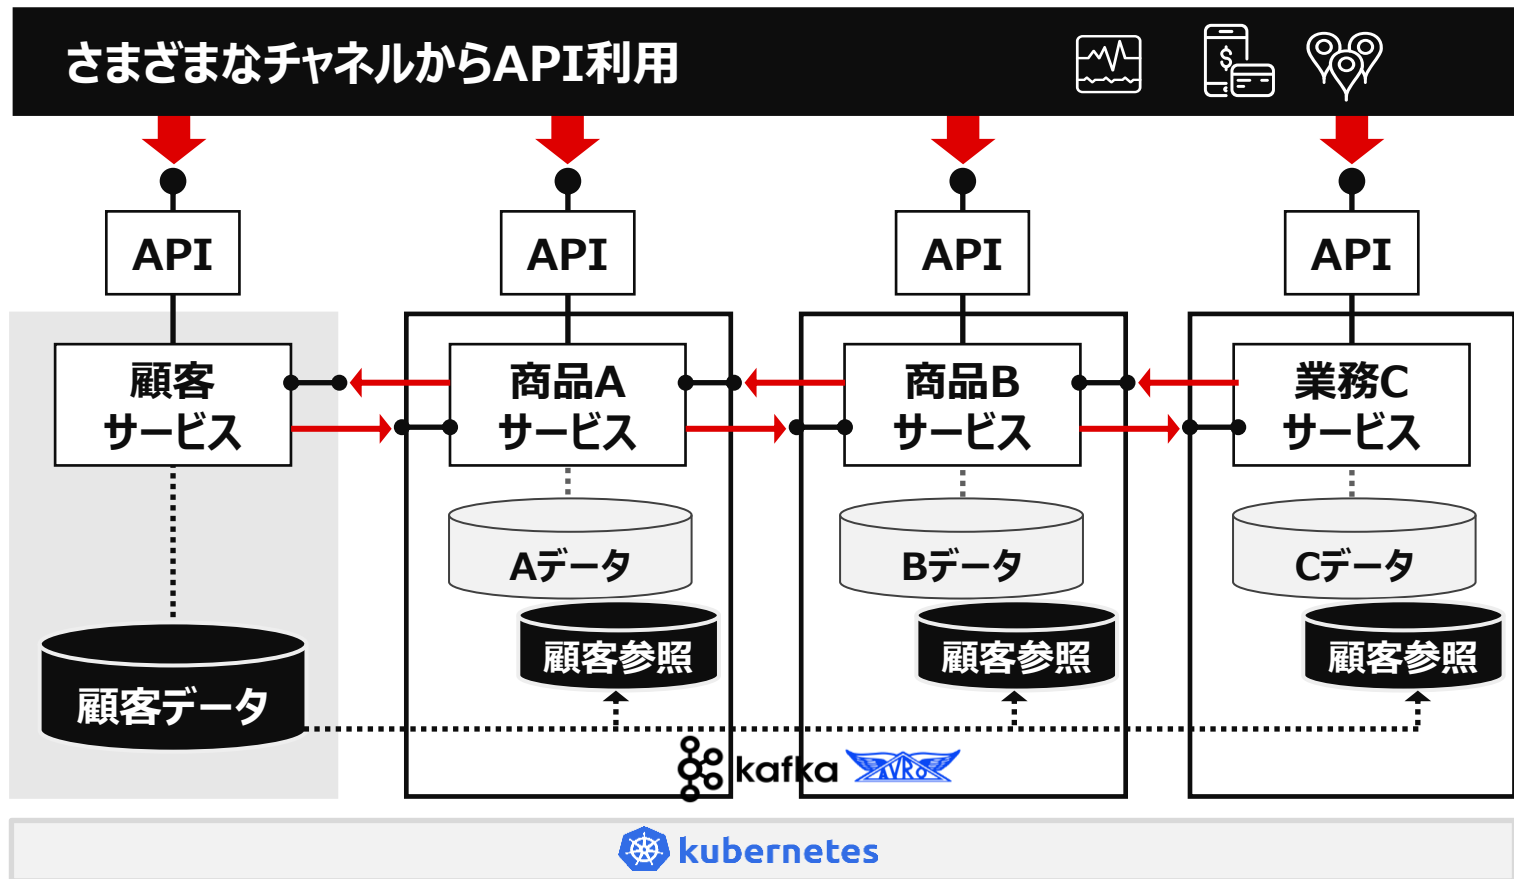 さまざまなチャネルからAPI利用
$
API
API
API
API
顧客
サービス
商品A
サービス
商品B
サービス
業務C
サービス
Aデータ
Bデータ
Cデータ
顧客参照
顧客参照
顧客参照
顧客データ
kafka
AVRO
kubernetes